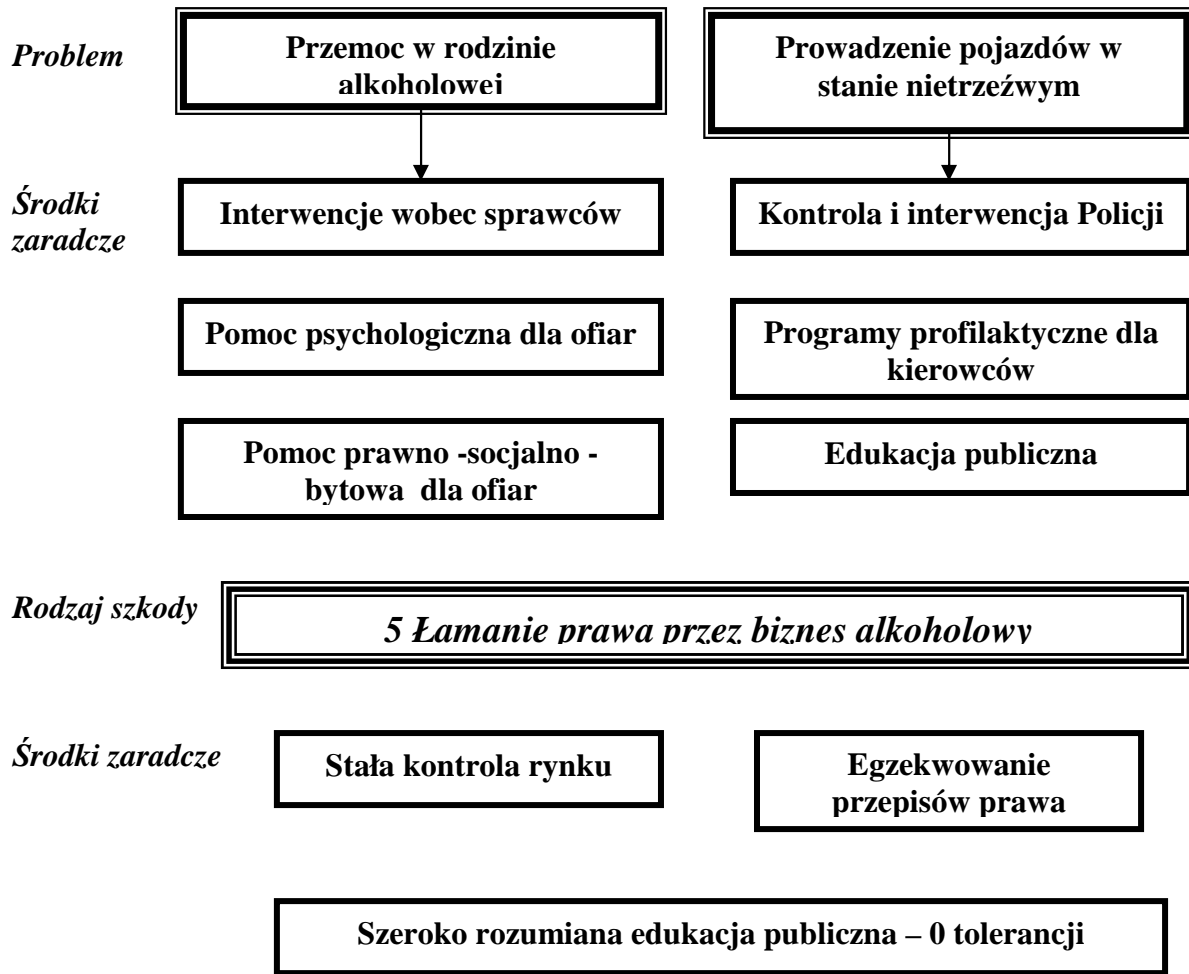 Problem
Przemoc w rodzinie
alkoholowej
Prowadzenie pojazdów w
stanie nietrzeźwym
Środki
zaradcze
Interwencje wobec sprawców
Kontrola i interwencja Policji
Pomoc psychologiczna dla ofiar
Programy profilaktyczne dla
kierowców
Pomoc prawno -socjalno -
bytowa  dla ofiar
Edukacja publiczna
Rodzaj szkody
5 Łamanie prawa przez biznes alkoholowy
Środki zaradcze
Stała kontrola rynku
Egzekwowanie
przepisów prawa
Szeroko rozumiana edukacja publiczna – 0 tolerancji